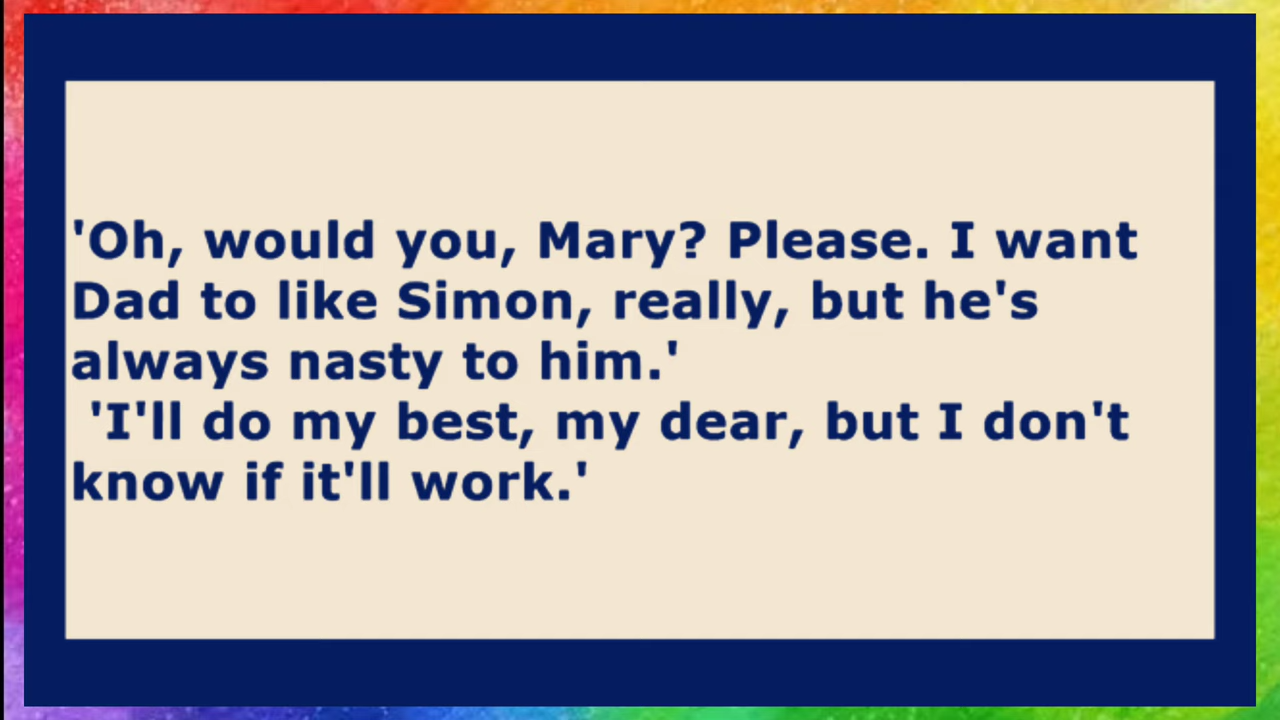 'Oh, would you, Mary? Please. I want
Dad to like Simon, really, but he's
always nasty to him.'
'I'll do my best, my dear, but I don't
know if it'll work.'